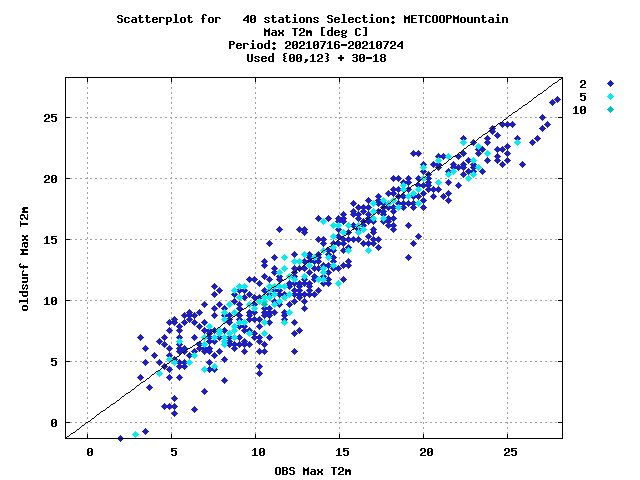 Scatterplot for   40 stations Selection: METCOOPMountain
Max T2m [deg C]
Period: 20210716-20210724
Used {00,12} + 30-18
2
5
10
25
20
15
10
5
0
oldsurf Max T2m
0 5 10 15 20 25
OBS Max T2m